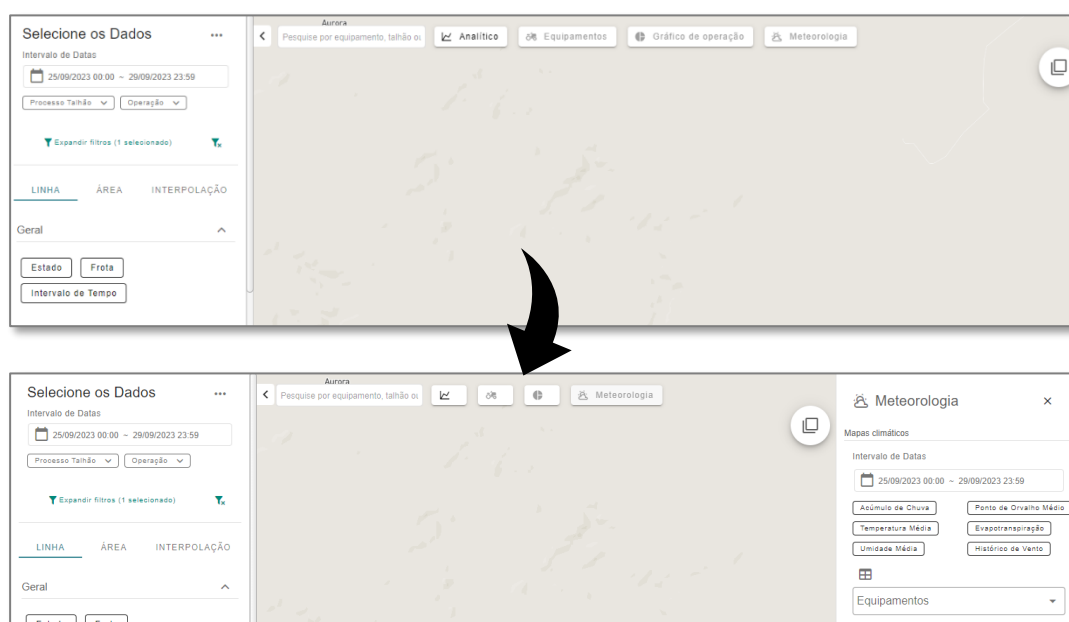 Selecione os Dados
Intervalo de Datas
25/09/2023 00:00 ~ 29/09/2023 23:59
Processo Talhão
Operação
Expandir filtros (1 selecionado)
LINHA ÁREA INTERPOLAÇÃO
Geral
Estado Frota
Intervalo de Tempo
Aurora
Pesquise por equipamento, talhão ou
Analítico Equipamentos Gráfico de operação Meteorologia
Selecione os Dados
Intervalo de Datas
25/09/2023 00:00 ~ 29/09/2023 23:59
Processo Talhão
Operação
Expandir filtros (1 selecionado)
LINHA ÁREA INTERPOLAÇÃO
Geral
Estado Frota
Aurora
Pesquise por equipamento, talhão ou
Meteorologia
Meteorologia
Mapas climáticos
Intervalo de Datas
25/09/2023 00:00 ~ 29/09/2023 23:59
Acúmulo de Chuva Ponto de Orvalho Médio
Temperatura Média Evapotranspiração
Umidade Média Histórico de Vento
Equipamentos